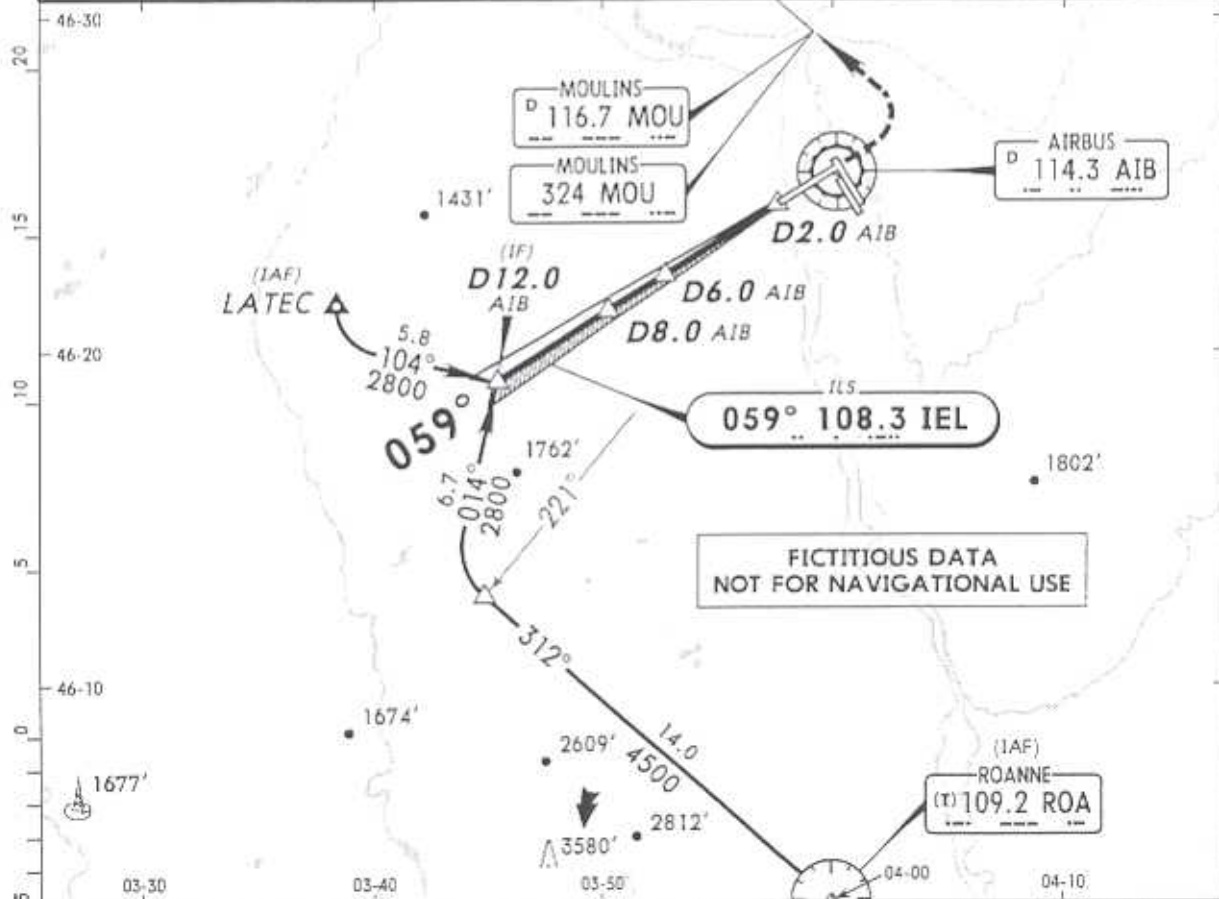 46-30
20
MOULINS
D 116.7 MOU
MOULINS
324 MOU
AIRBUS
D 114.3 AIB
1431'
15
D2.0 AIB
(IF)
D12.0
AIB
(IAF)
LATEC
D6.0 AIB
D8.0 AIB
5.8
104°
2800
46-20
10
ILS
059° 108.3 IEL
059°
1762'
1802'
6.7
014°
2800
221°
5
FICTITIOUS DATA
NOT FOR NAVIGATIONAL USE
312°
46-10
1674'
0
2609'
14.0
4500
(IAF)
ROANNE
(T) 109.2 ROA
1677'
2812'
3580'
04-00
5
03-30
03-40
03-50
04-10